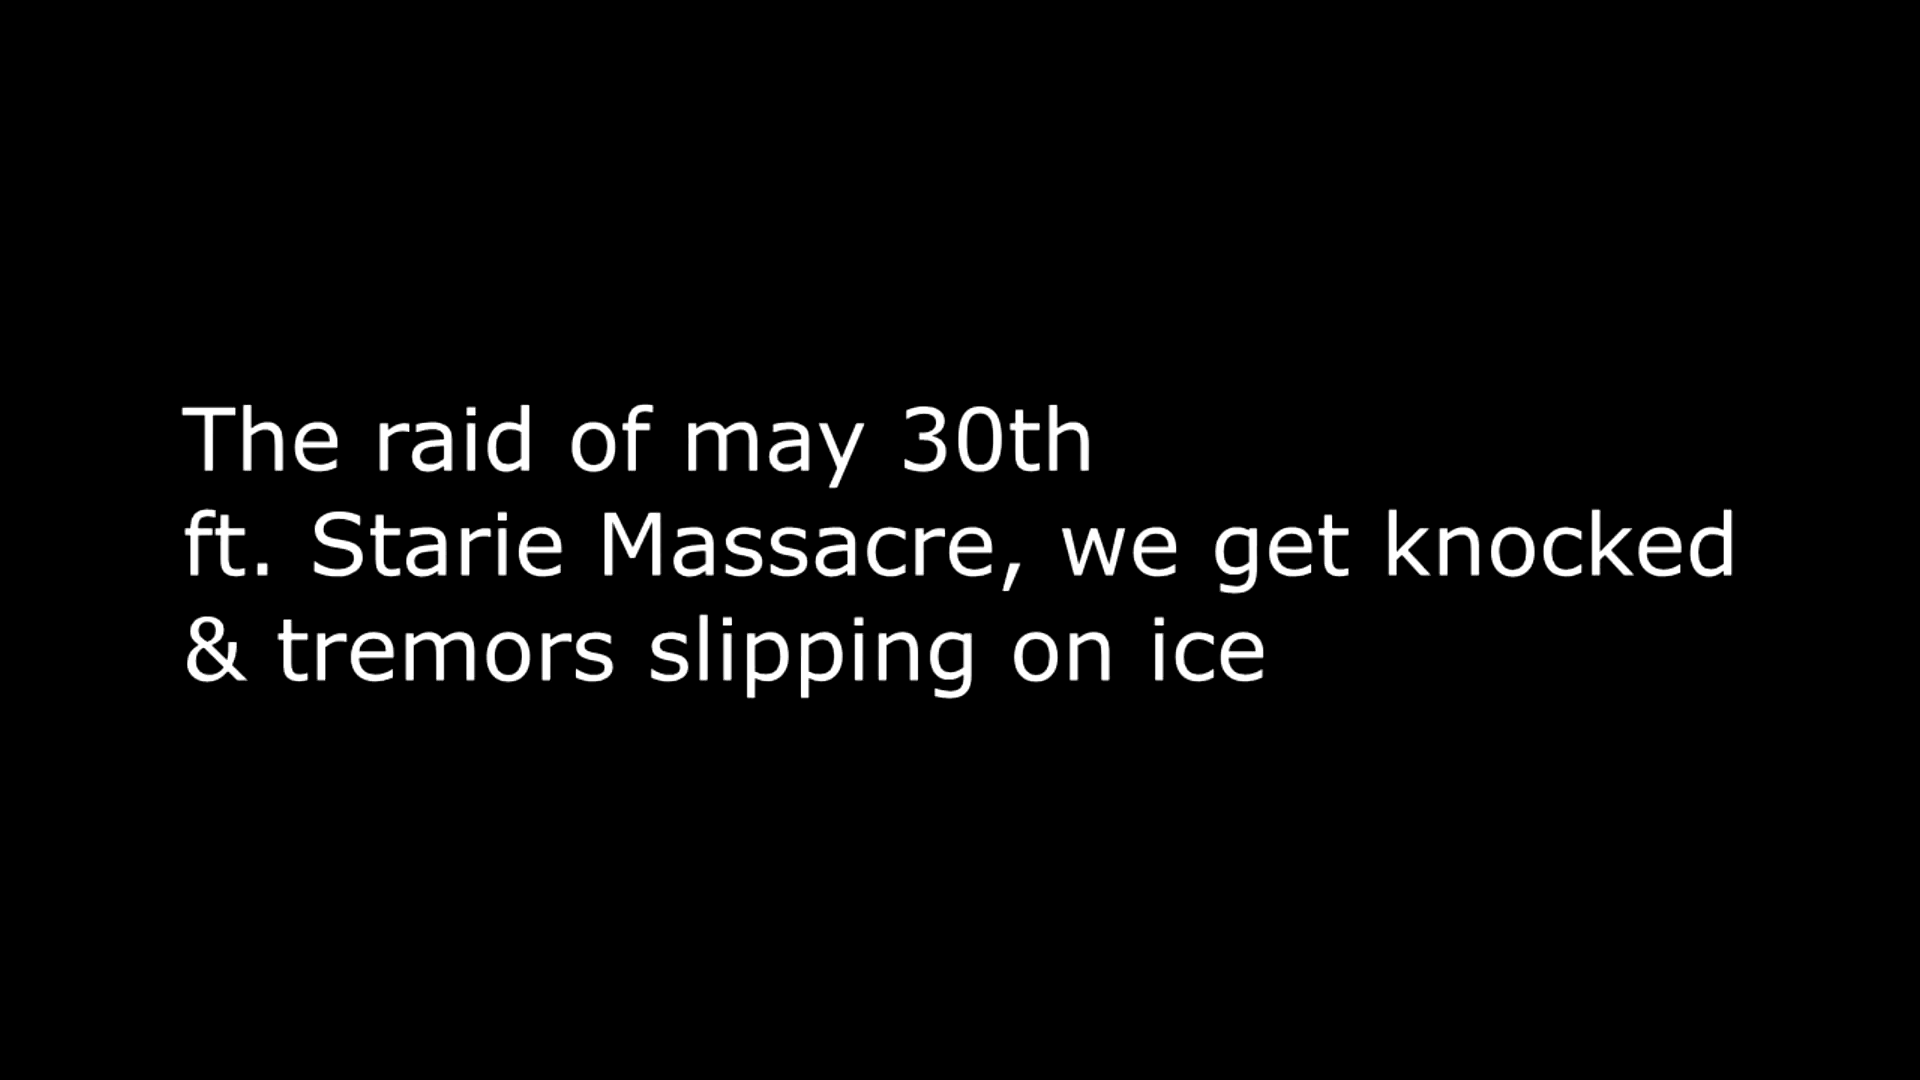 The raid of may 30th
ft. Starie Massacre, we get knocked
& tremors slipping on ice